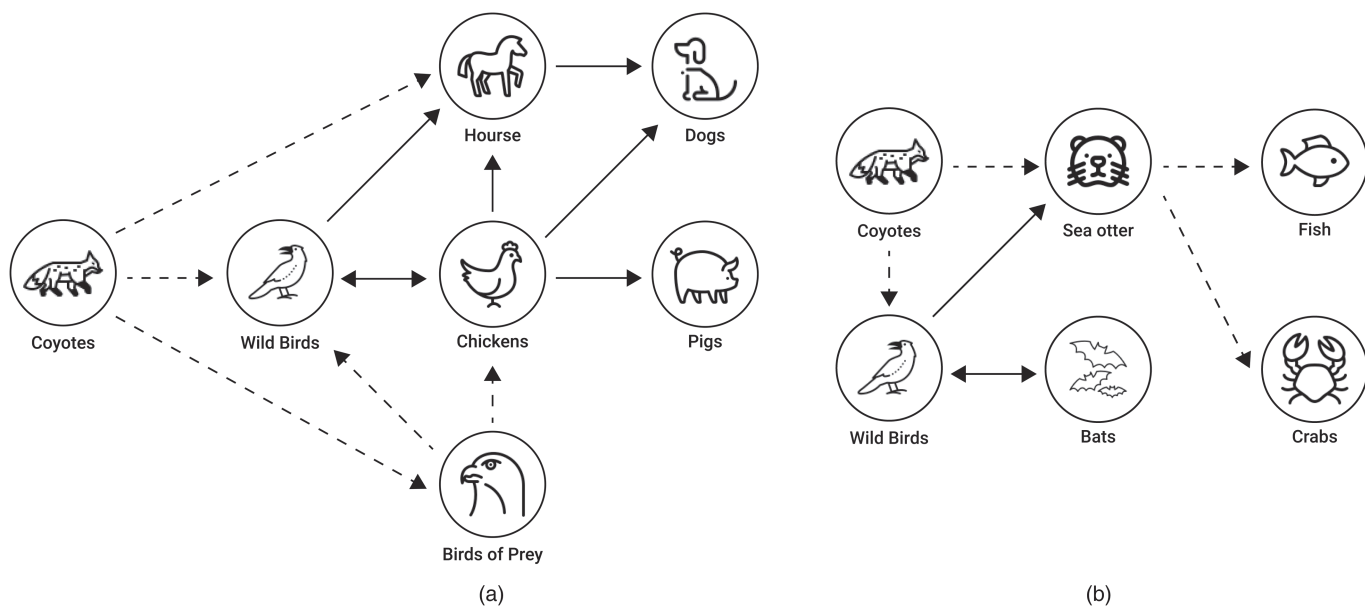 Hourse
Dogs
Coyotes
Wild Birds
Chickens
Pigs
Birds of Prey
(a)
Coyotes
Sea otter
Fish
Wild Birds
Bats
Crabs
(b)